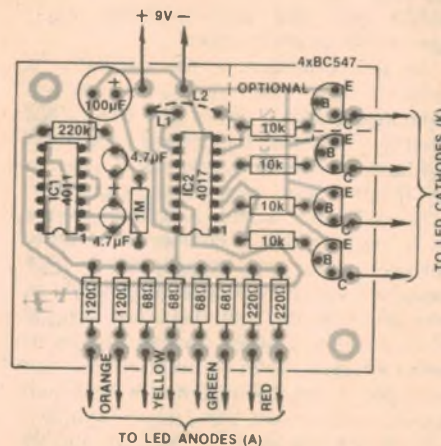 + 9V -
4xBC547
OPTIONAL
100µF
+
L2
L1
220k
4.7µF
IC1
4011
IC2
4017
1M
+
4.7µF
1
1
10k
10k
10k
10k
E
B
C
E
B
C
E
B
C
E
B
C
TO LED CATHODES (K)
120Ω
120Ω
68Ω
68Ω
68Ω
68Ω
220Ω
220Ω
ORANGE
YELLOW
GREEN
RED
TO LED ANODES (A)